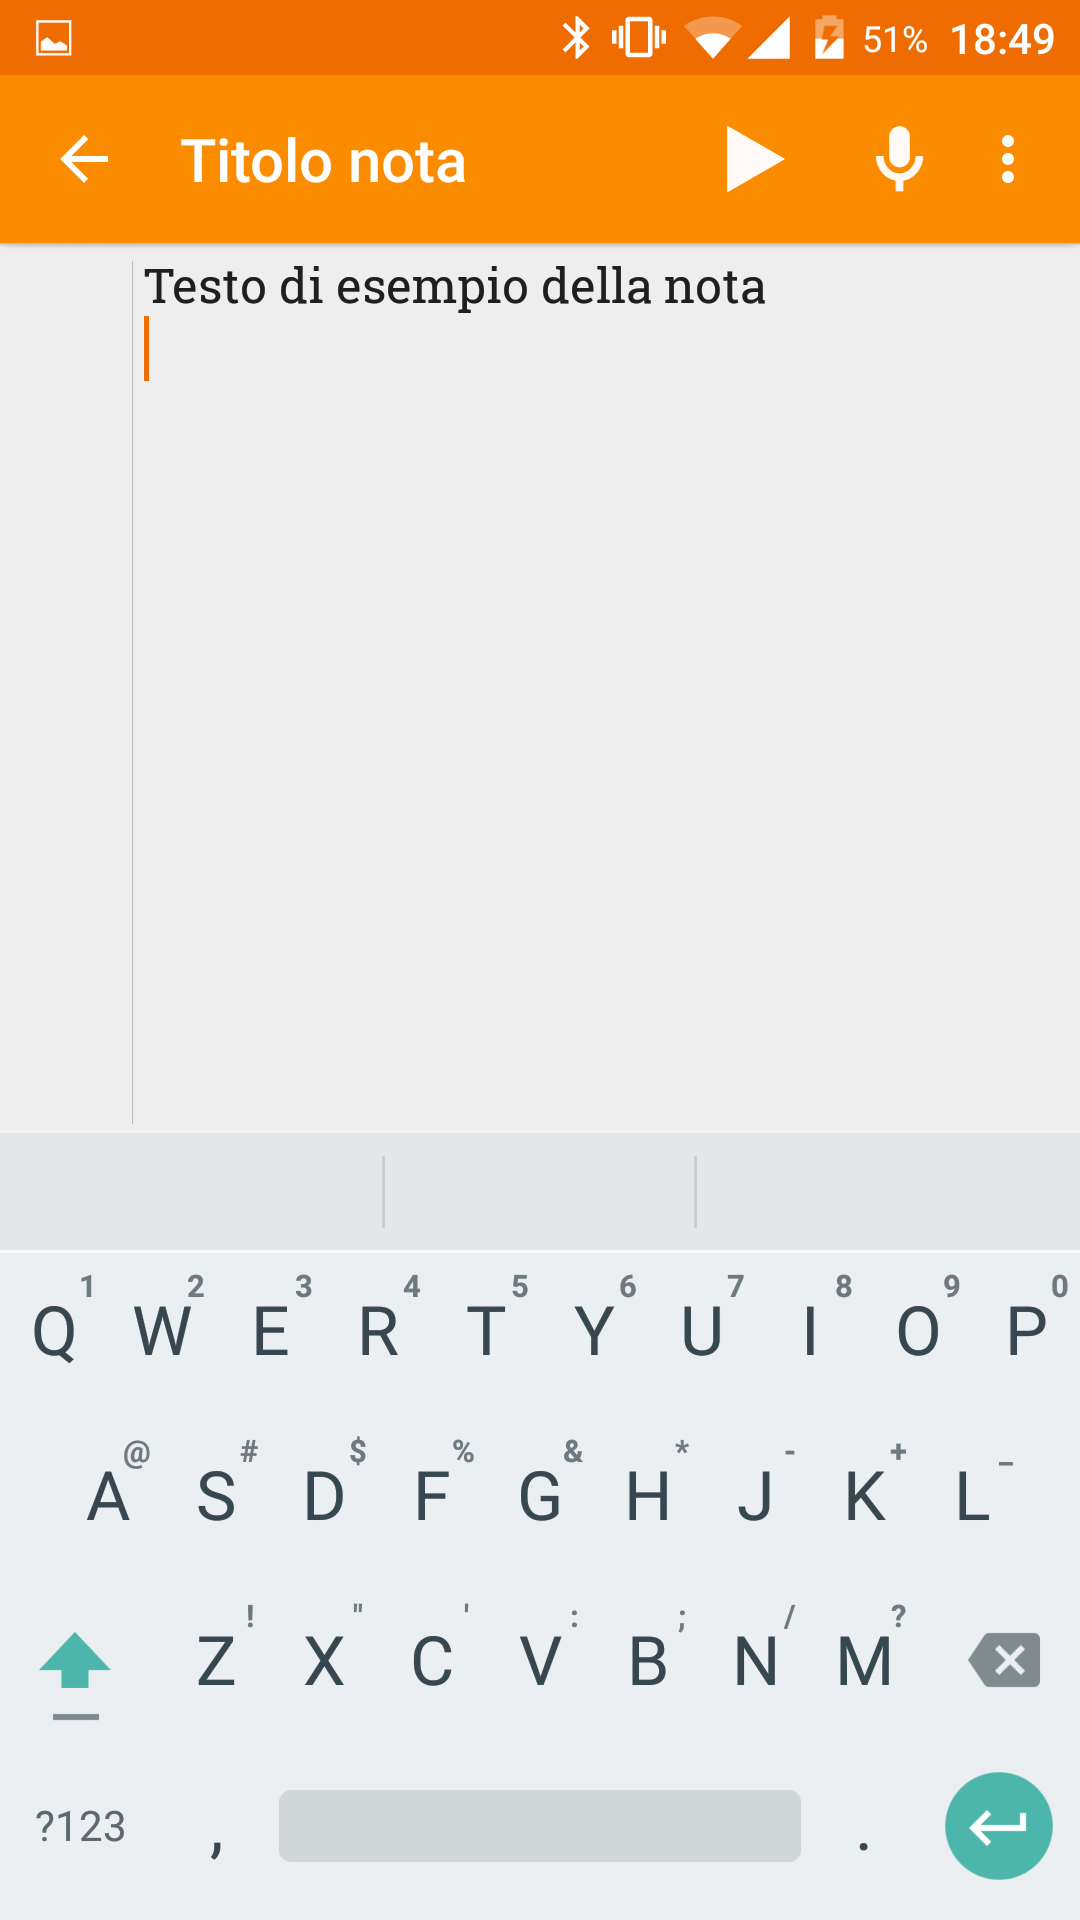 51% 18:49
Titolo nota
Testo di esempio della nota
1 2 3 4 5 6 7 8 9 0
Q W E R T Y U I O P
@ # $ % & * - + _
A S D F G H J K L
! " ' : ; / ?
Z X C V B N M
?123 , .